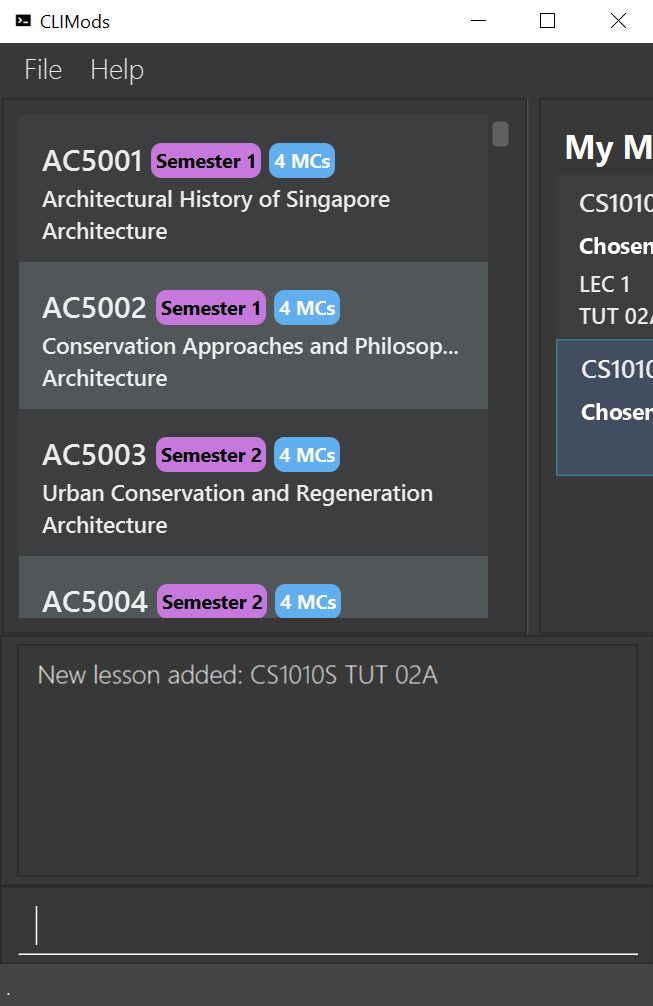 CLIMods
File Help
AC5001 Semester 1 4 MCs
Architectural History of Singapore
Architecture
AC5002 Semester 1 4 MCs
Conservation Approaches and Philosop...
Architecture
AC5003 Semester 2 4 MCs
Urban Conservation and Regeneration
Architecture
AC5004 Semester 2 4 MCs
My M
CS1010
Chosen
LEC 1
TUT 02
CS1010
Chosen
New lesson added: CS1010S TUT 02A
.